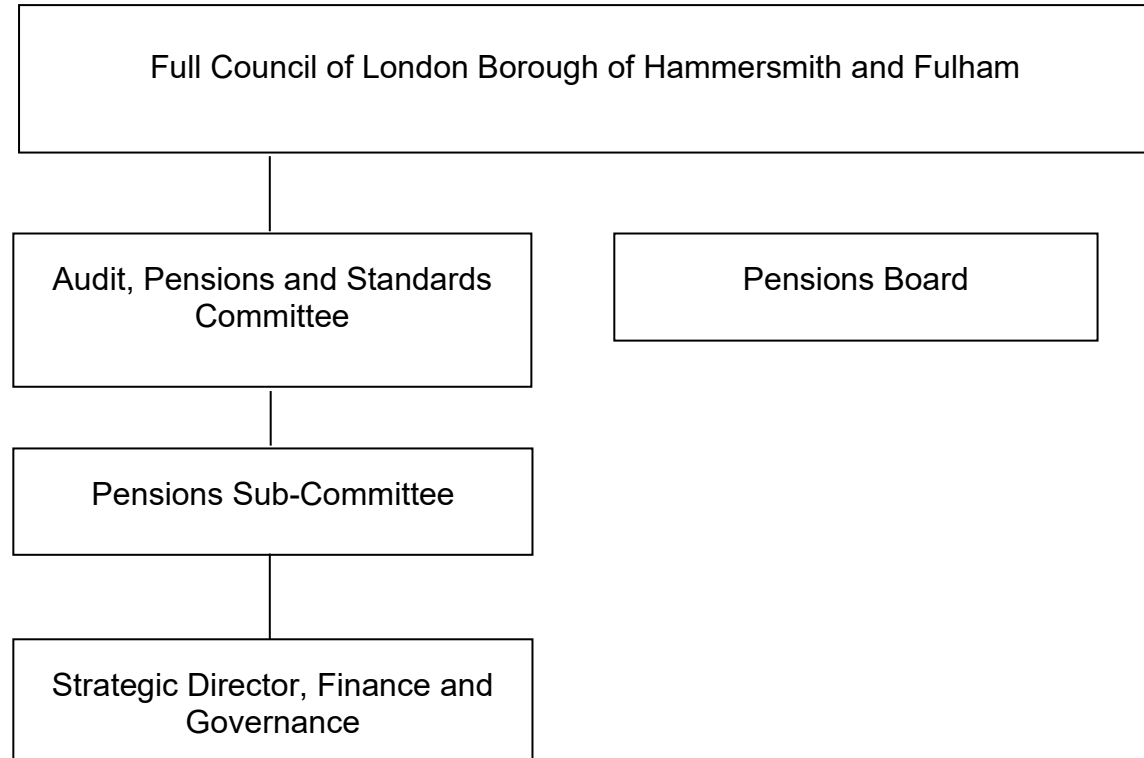 Full Council of London Borough of Hammersmith and Fulham
Audit, Pensions and Standards
Committee
Pensions Board
Pensions Sub-Committee
Strategic Director, Finance and
Governance